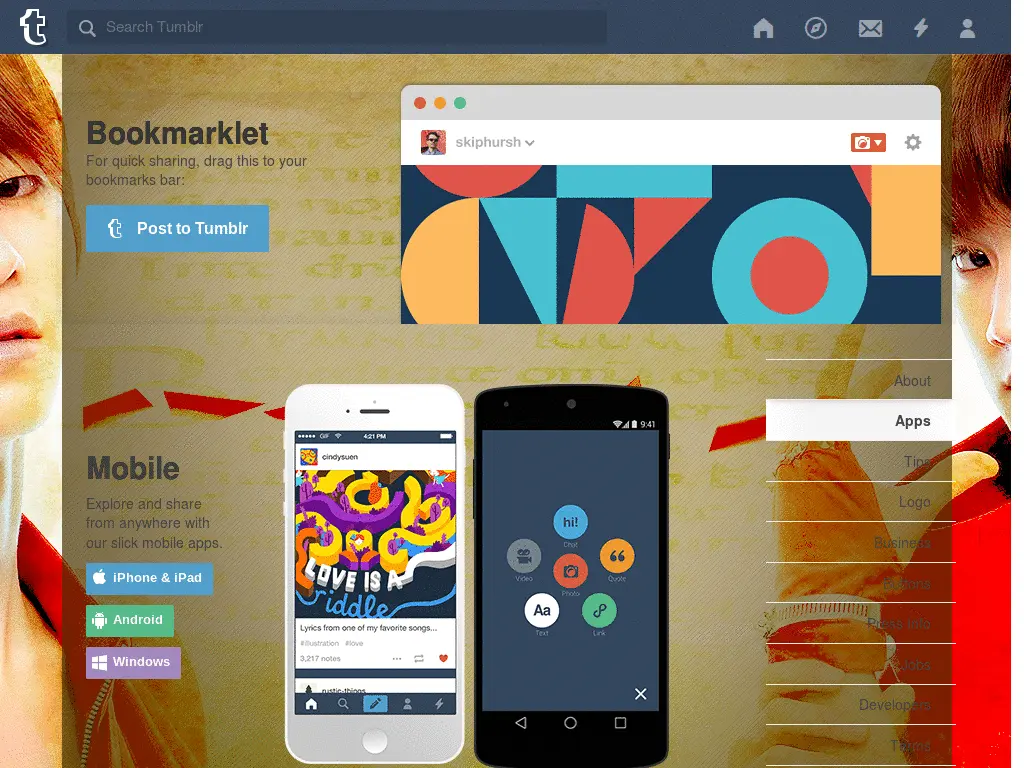 Search Tumblr
Bookmarklet
For quick sharing, drag this to your
bookmarks bar:
Post to Tumblr
skiphursh
About
Apps
Tips
Logo
Business
Buttons
Press Info
Jobs
Developers
Terms
Mobile
Explore and share
from anywhere with
our slick mobile apps.
iPhone & iPad
Android
Windows
GIF
4:21 PM
cindysuen
LOVE IS A
riddle
Lyrics from one of my favorite songs...
#illustration #love
3,217 notes
rustic-things
9:41
hi!
Chat
Video
Quote
Photo
Aa
Text
Link